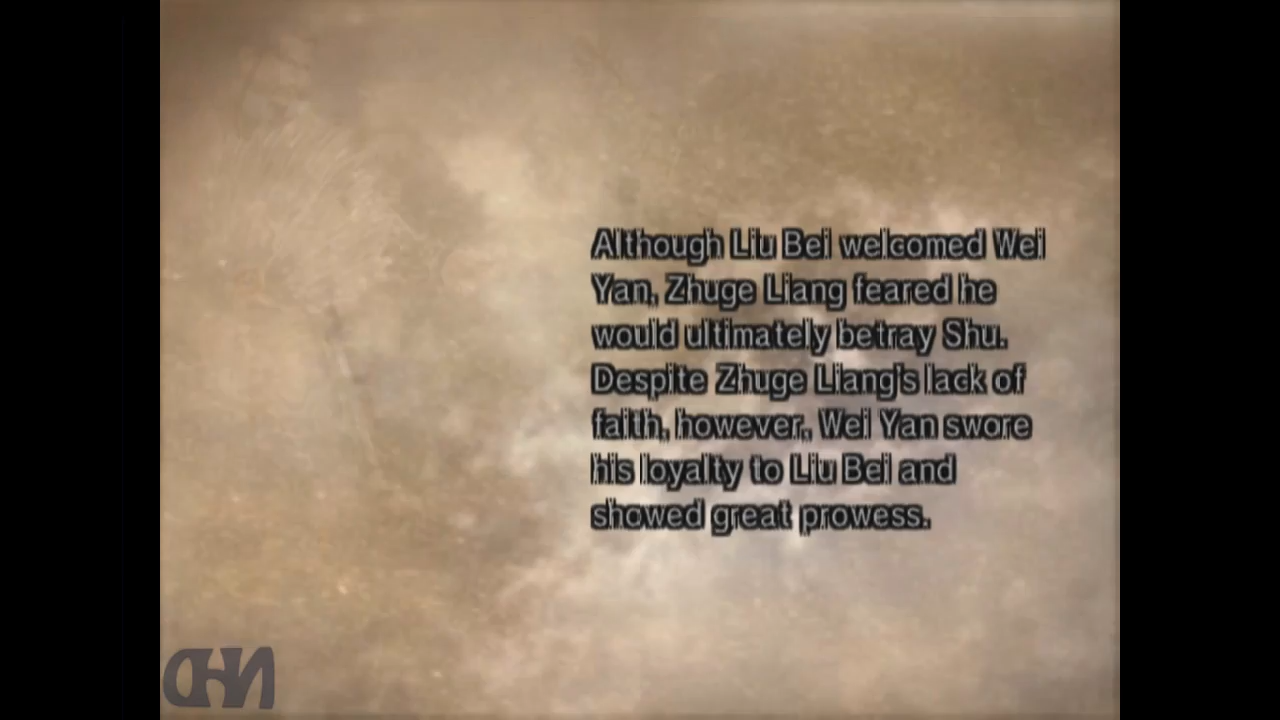 Although Liu Bei welcomed Wei
Yan, Zhuge Liang feared he
would ultimately betray Shu.
Despite Zhuge Liang's lack of
faith, however, Wei Yan swore
his loyalty to Liu Bei and
showed great prowess.